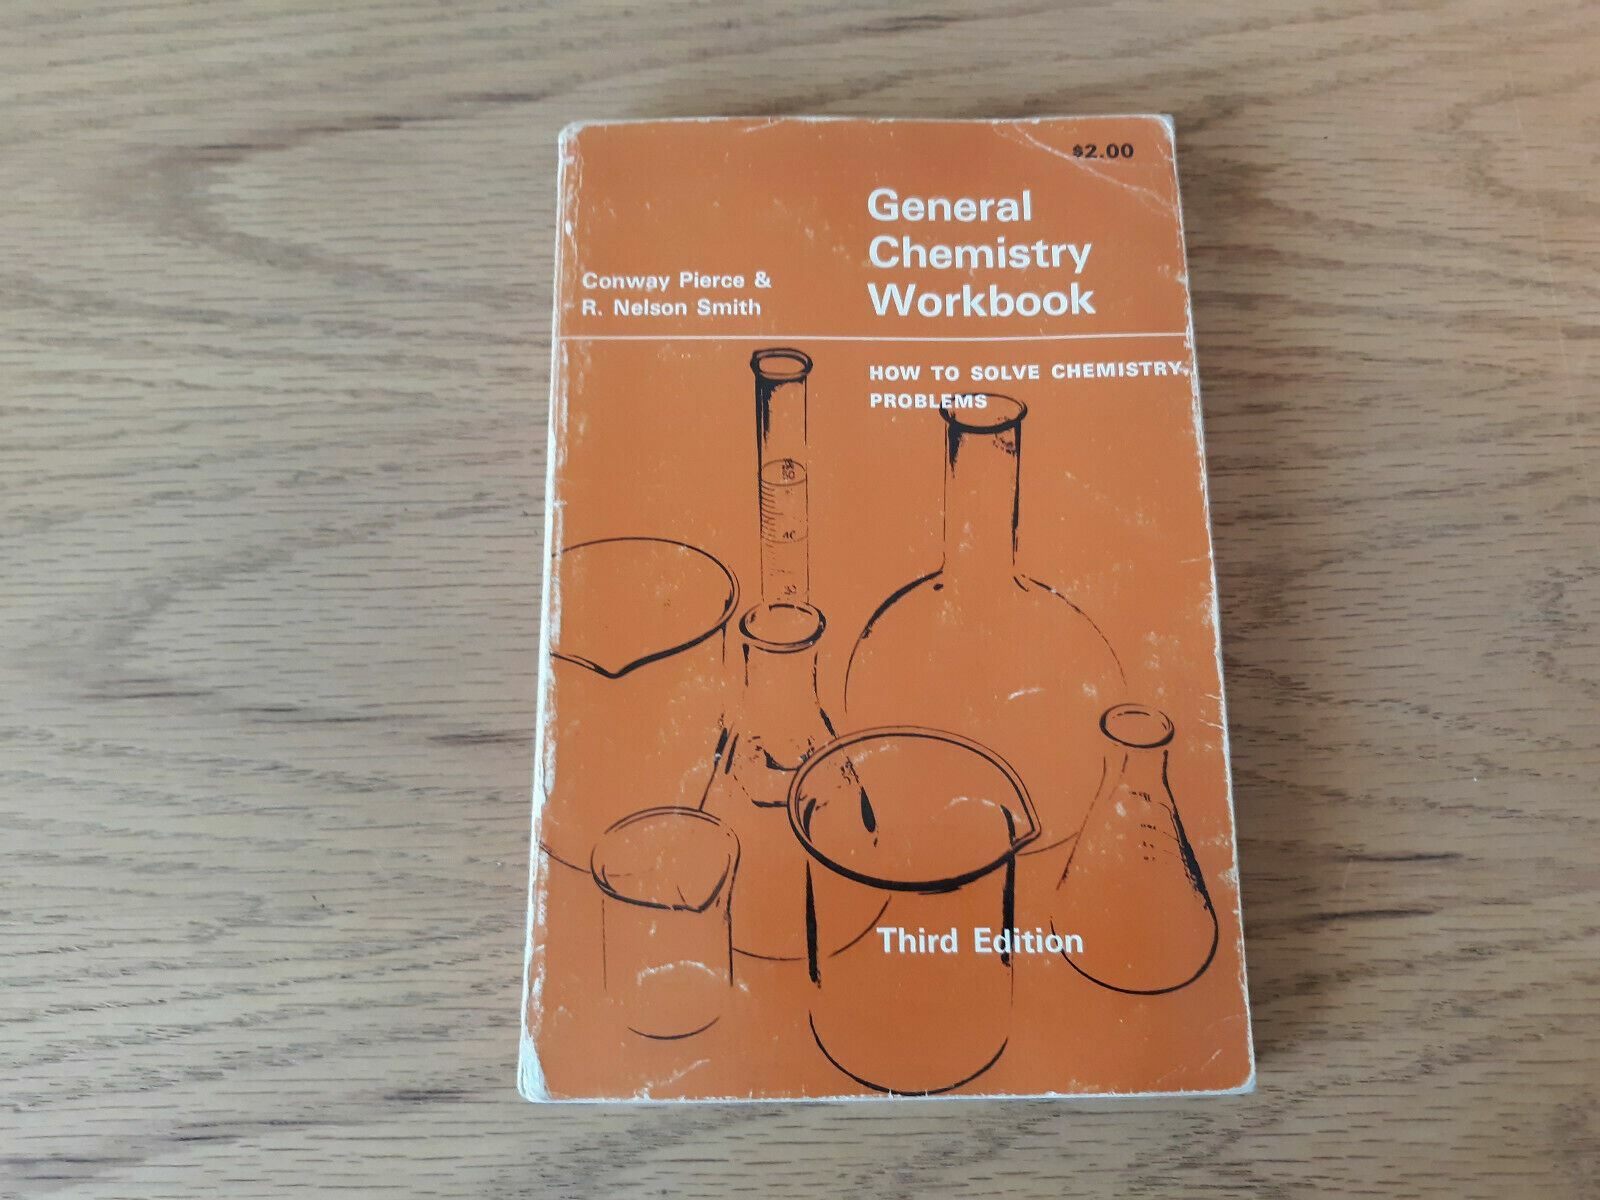 $2.00
General
Chemistry
Workbook
Conway Pierce &
R. Nelson Smith
HOW TO SOLVE CHEMISTRY
PROBLEMS
Third Edition